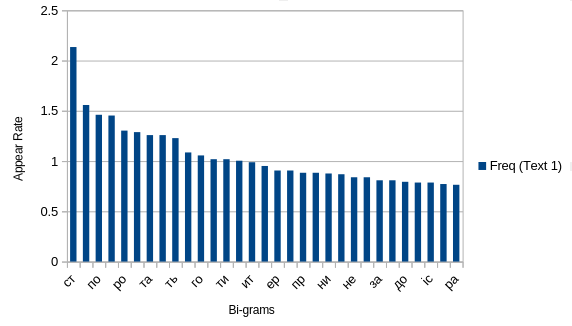 2.5
2
1.5
1
0.5
0
Appear Rate
ст по ро та ть го ти ит ер пр ни не за до іс ра
Bi-grams
Freq (Text 1)